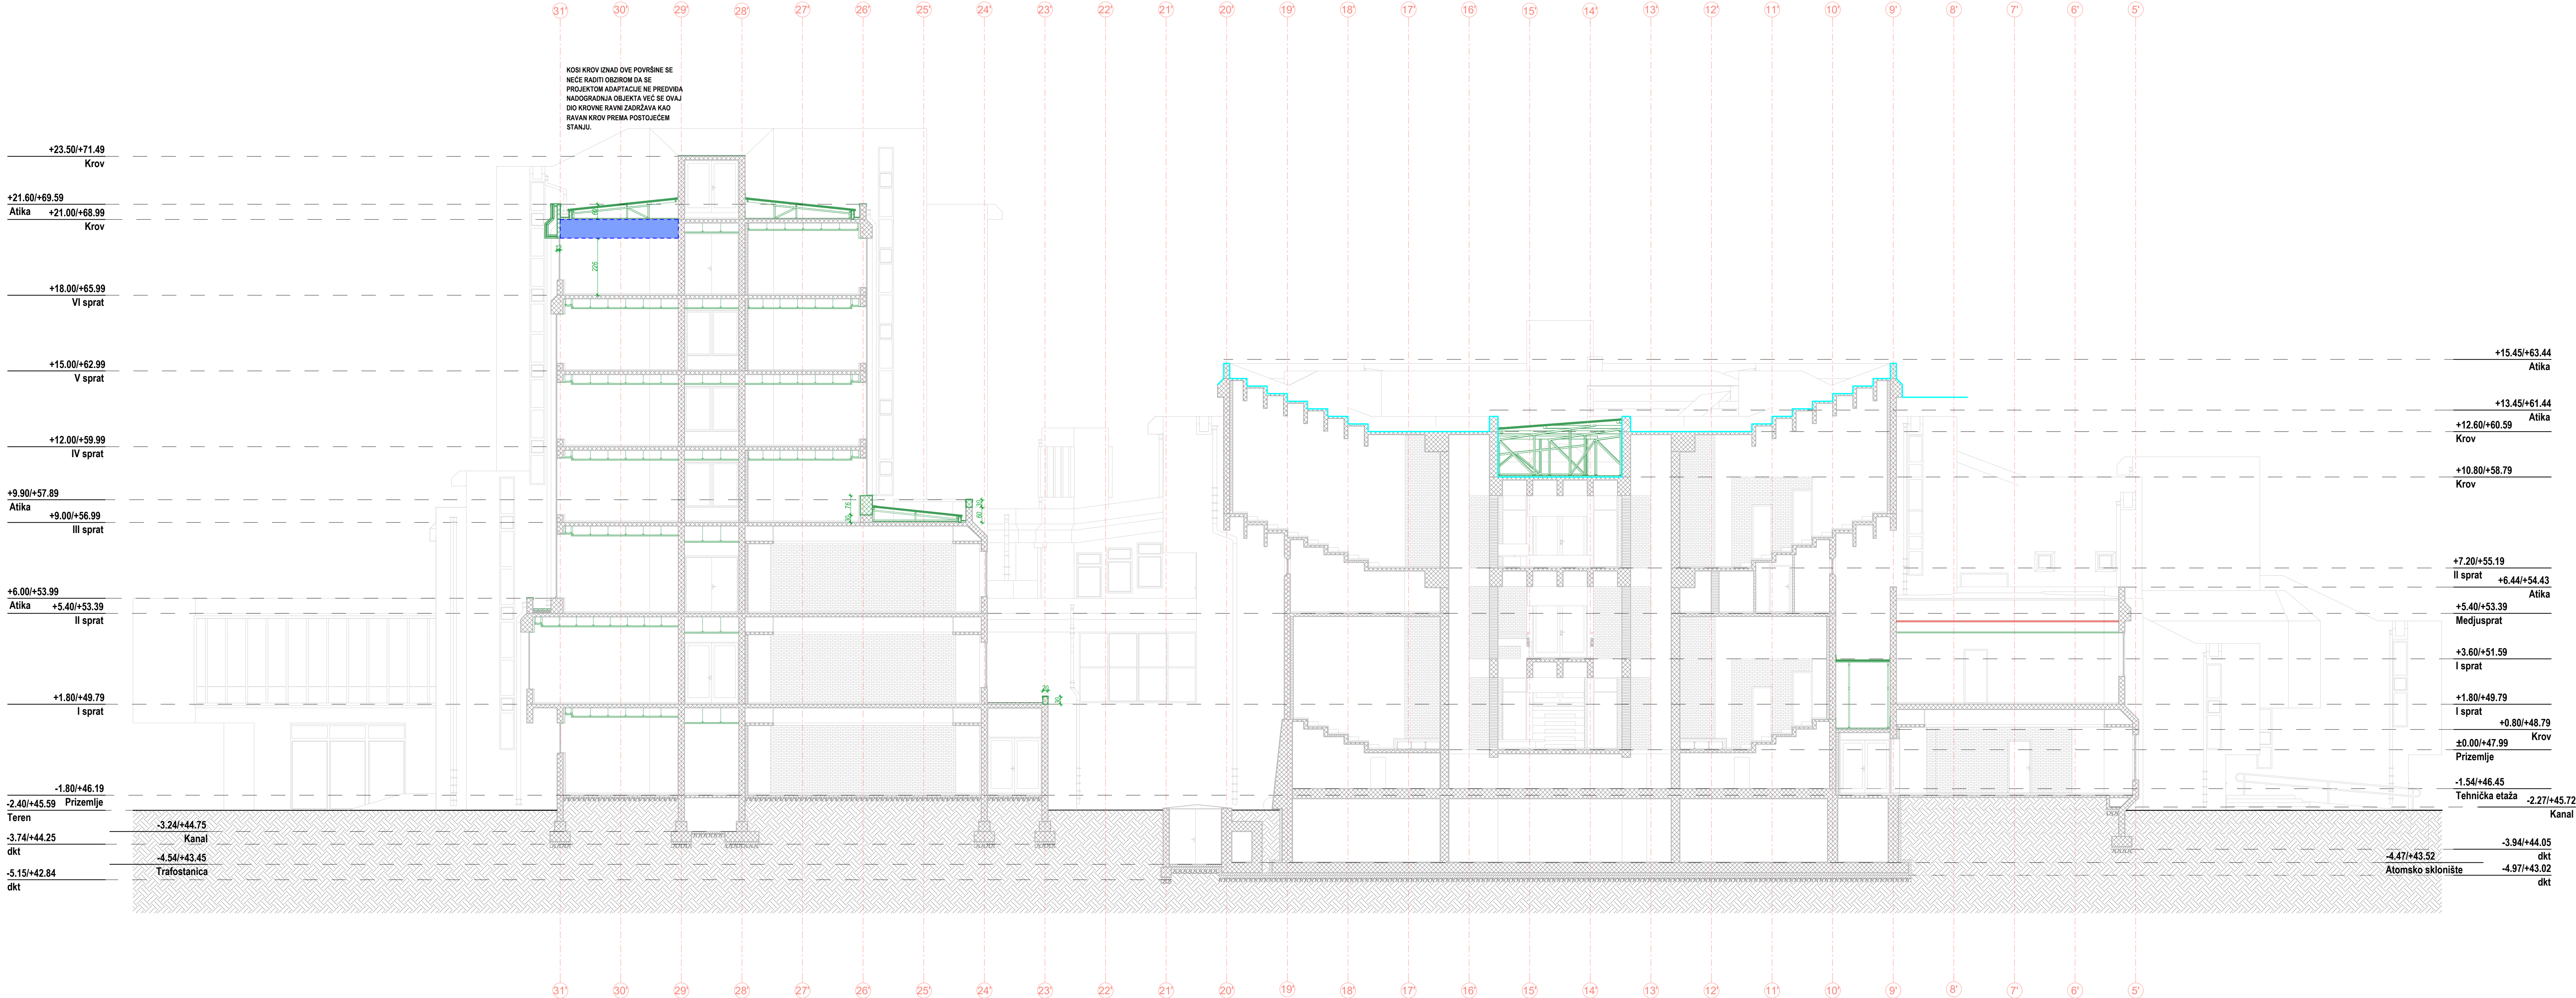 31' 30' 29' 28' 27' 26' 25' 24' 23' 22' 21' 20' 19' 18' 17' 16' 15' 14' 13' 12' 11' 10' 9' 8' 7' 6' 5'
KOSI KROV IZNAD OVE POVRŠINE SE
NEĆE RADITI OBZIROM DA SE
PROJEKTOM ADAPTACIJE NE PREDVIĐA
NADOGRADNJA OBJEKTA VEĆ SE OVAJ
DIO KROVNE RAVNI ZADRŽAVA KAO
RAVAN KROV PREMA POSTOJEĆEM
STANJU.
+23.50/+71.49
Krov
+21.60/+69.59
Atika
+21.00/+68.99
Krov
+18.00/+65.99
VI sprat
+15.00/+62.99
V sprat
+12.00/+59.99
IV sprat
+9.90/+57.89
Atika
+9.00/+56.99
III sprat
+6.00/+53.99
Atika
+5.40/+53.39
II sprat
+1.80/+49.79
I sprat
-1.80/+46.19
Prizemlje
-2.40/+45.59
Teren
-3.24/+44.75
Kanal
-3.74/+44.25
dkt
-4.54/+43.45
Trafostanica
-5.15/+42.84
dkt
226
76
30
60
30
30
+15.45/+63.44
Atika
+13.45/+61.44
Atika
+12.60/+60.59
Krov
+10.80/+58.79
Krov
+7.20/+55.19
II sprat
+6.44/+54.43
Atika
+5.40/+53.39
Medjusprat
+3.60/+51.59
I sprat
+1.80/+49.79
I sprat
+0.80/+48.79
Krov
±0.00/+47.99
Prizemlje
-1.54/+46.45
Tehnička etaža
-2.27/+45.72
Kanal
-3.94/+44.05
dkt
-4.47/+43.52
Atomsko sklonište
-4.97/+43.02
dkt
31' 30' 29' 28' 27' 26' 25' 24' 23' 22' 21' 20' 19' 18' 17' 16' 15' 14' 13' 12' 11' 10' 9' 8' 7' 6' 5'